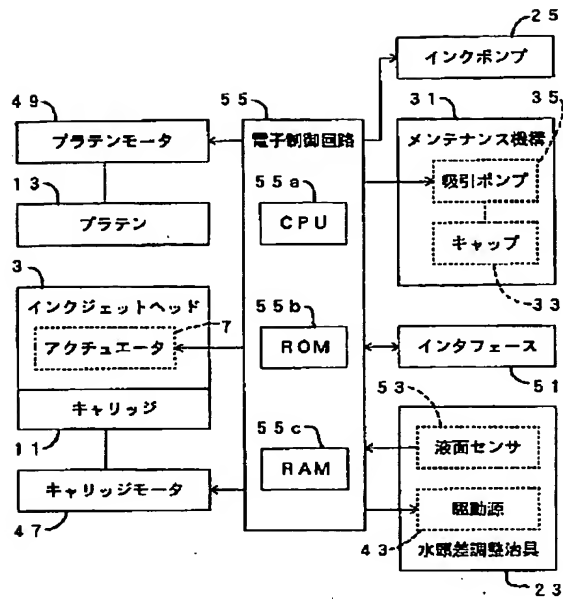 25
インクポンプ
49
55
31
35
プラテンモータ
電子制御回路
メンテナンス機構
55a
吸引ポンプ
13
CPU
プラテン
キャップ
33
3
インクジェットヘッド
7
55b
アクチュエータ
ROM
インタフェース
53
51
キャリッジ
55c
11
液面センサ
RAM
キャリッジモータ
駆動源
47
43
水頭差調整治具
23